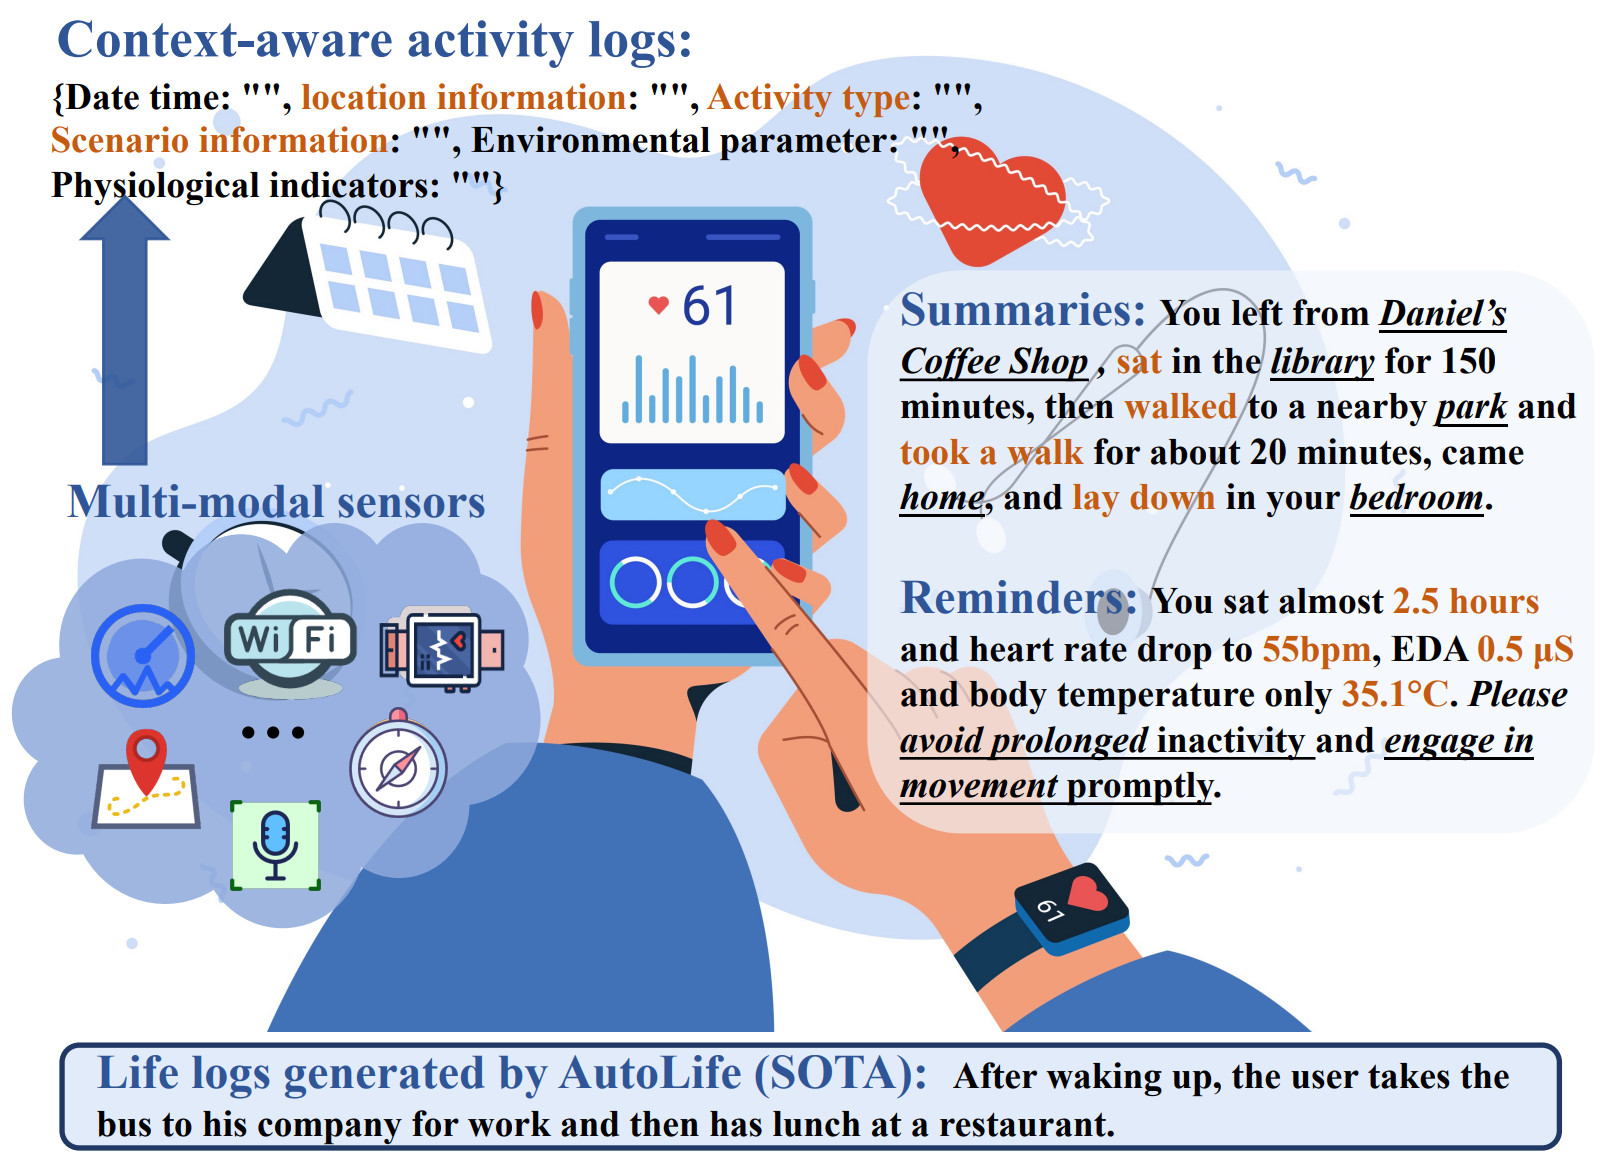 Context-aware activity logs:
{Date time: "", location information: "", Activity type: "",
Scenario information: "", Environmental parameter: "",
Physiological indicators: ""}
61
Summaries: You left from Daniel’s
Coffee Shop , sat in the library for 150
minutes, then walked to a nearby park and
took a walk for about 20 minutes, came
home, and lay down in your bedroom.
Multi-modal sensors
Wi Fi
Reminders: You sat almost 2.5 hours
and heart rate drop to 55bpm, EDA 0.5 μS
and body temperature only 35.1°C. Please
avoid prolonged inactivity and engage in
movement promptly.
61
Life logs generated by AutoLife (SOTA): After waking up, the user takes the
bus to his company for work and then has lunch at a restaurant.